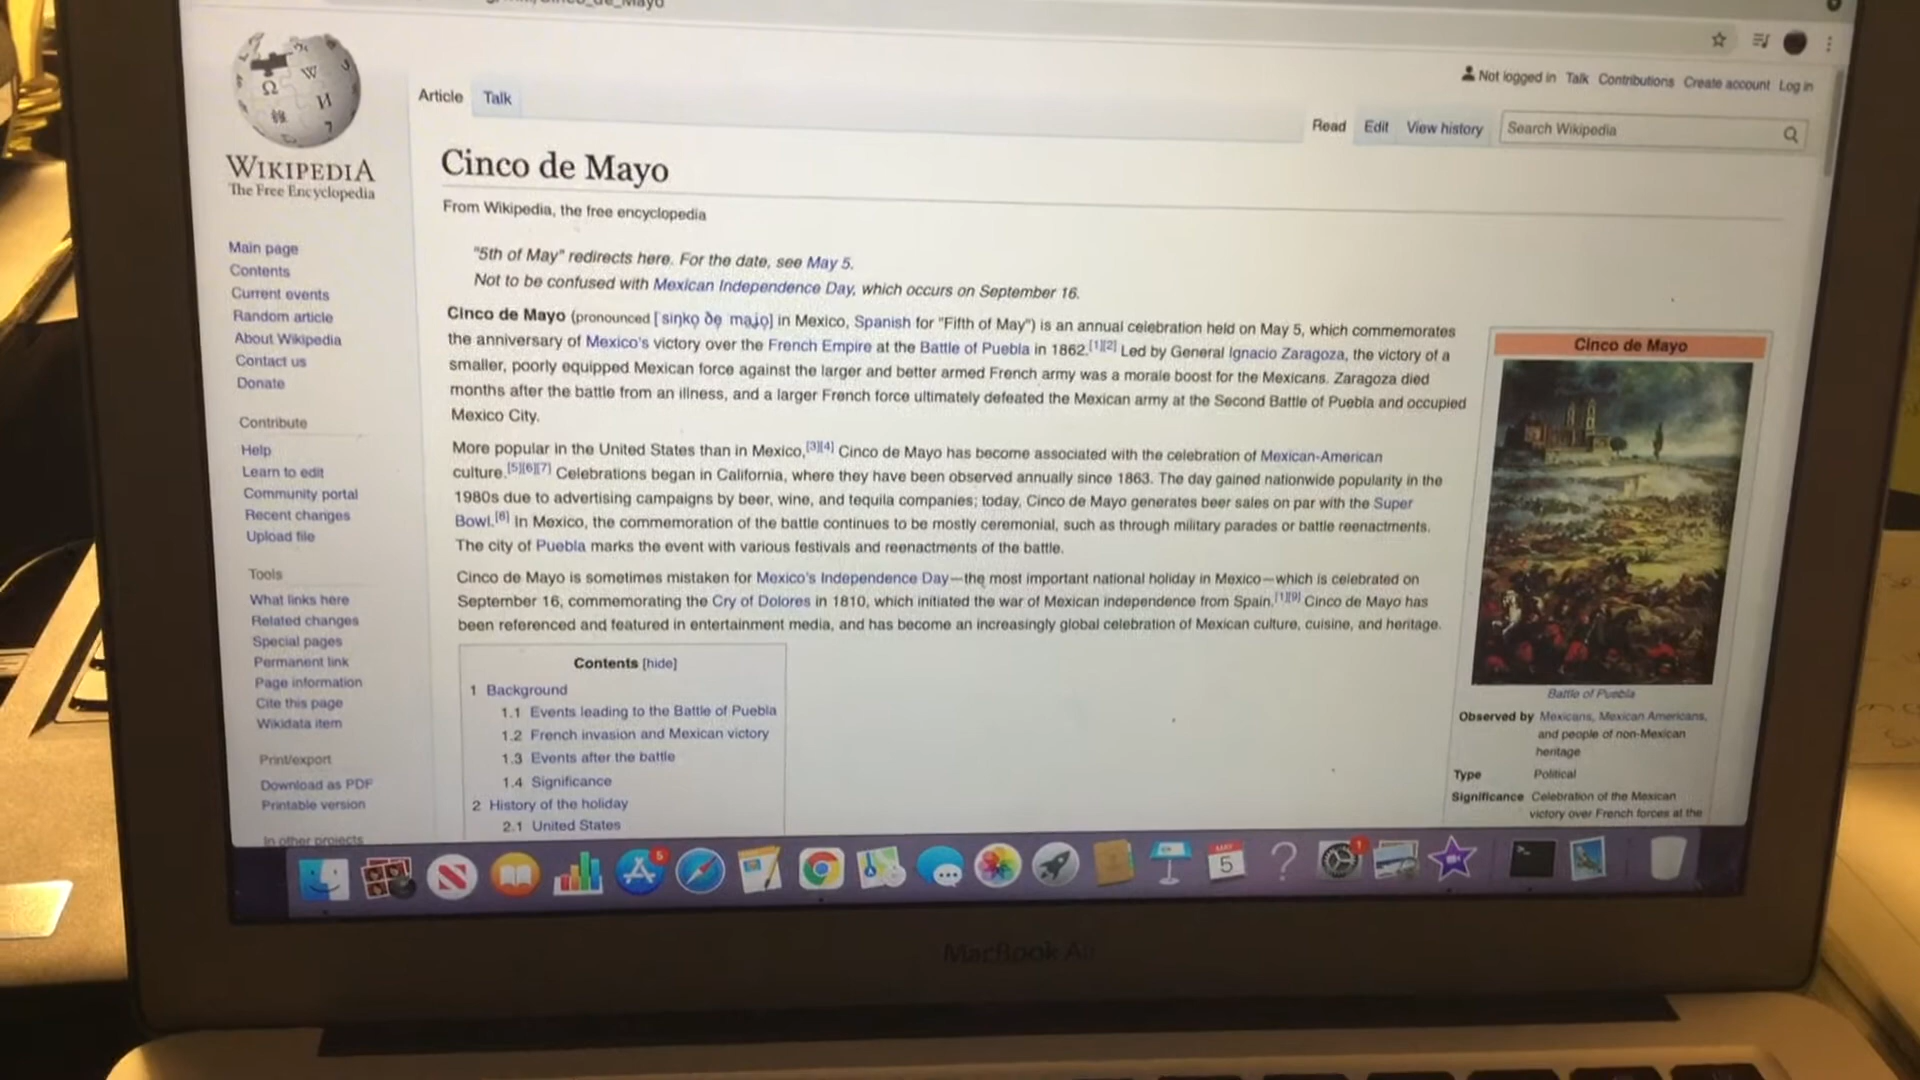 Not logged in Talk Contributions Create account Log in
Article Talk
Read Edit View history Search Wikipedia
WIKIPEDIA
The Free Encyclopedia
Main page
Contents
Current events
Random article
About Wikipedia
Contact us
Donate
Contribute
Help
Learn to edit
Community portal
Recent changes
Upload file
Tools
What links here
Related changes
Special pages
Permanent link
Page information
Cite this page
Wikidata item
Print/export
Download as PDF
Printable version
In other projects
Cinco de Mayo
From Wikipedia, the free encyclopedia
"5th of May" redirects here. For the date, see May 5.
Not to be confused with Mexican Independence Day, which occurs on September 16.
Cinco de Mayo (pronounced [ˈsiŋko̞ ðe̞ ˈma̠ʝo̞] in Mexico, Spanish for "Fifth of May") is an annual celebration held on May 5, which commemorates
the anniversary of Mexico's victory over the French Empire at the Battle of Puebla in 1862.[1][2] Led by General Ignacio Zaragoza, the victory of a
smaller, poorly equipped Mexican force against the larger and better armed French army was a morale boost for the Mexicans. Zaragoza died
months after the battle from an illness, and a larger French force ultimately defeated the Mexican army at the Second Battle of Puebla and occupied
Mexico City.
More popular in the United States than in Mexico,[3][4] Cinco de Mayo has become associated with the celebration of Mexican-American
culture.[5][6][7] Celebrations began in California, where they have been observed annually since 1863. The day gained nationwide popularity in the
1980s due to advertising campaigns by beer, wine, and tequila companies; today, Cinco de Mayo generates beer sales on par with the Super
Bowl.[8] In Mexico, the commemoration of the battle continues to be mostly ceremonial, such as through military parades or battle reenactments.
The city of Puebla marks the event with various festivals and reenactments of the battle.
Cinco de Mayo is sometimes mistaken for Mexico's Independence Day—the most important national holiday in Mexico—which is celebrated on
September 16, commemorating the Cry of Dolores in 1810, which initiated the war of Mexican independence from Spain.[1][9] Cinco de Mayo has
been referenced and featured in entertainment media, and has become an increasingly global celebration of Mexican culture, cuisine, and heritage.
Contents [hide]
1 Background
1.1 Events leading to the Battle of Puebla
1.2 French invasion and Mexican victory
1.3 Events after the battle
1.4 Significance
2 History of the holiday
2.1 United States
Cinco de Mayo
Battle of Puebla
Observed by Mexicans, Mexican Americans,
and people of non-Mexican
heritage
Type Political
Significance Celebration of the Mexican
victory over French forces at the
5
MAY
5
1
MacBook Air